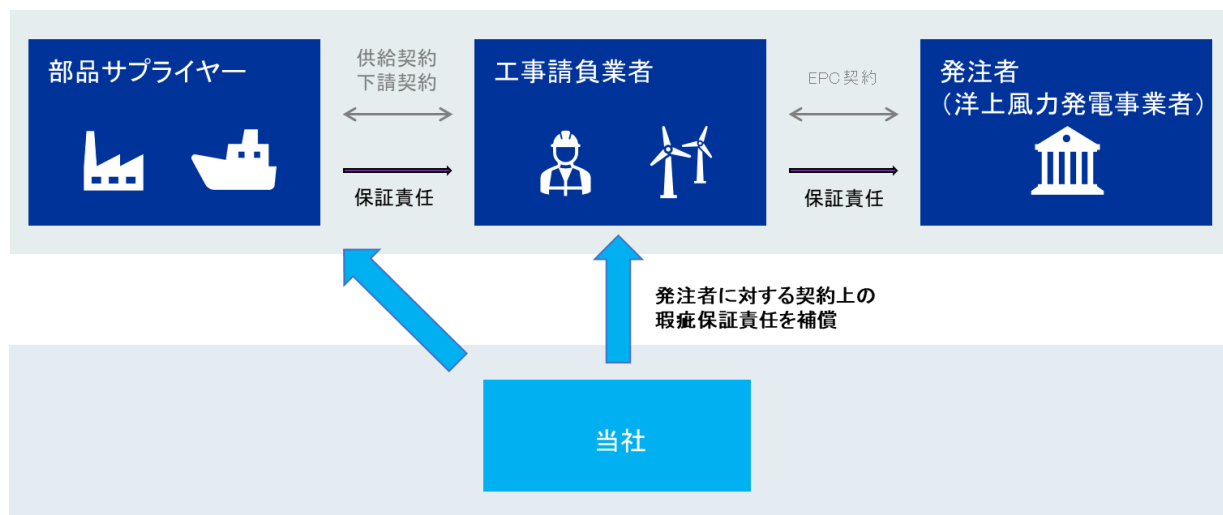 部品サプライヤー
供給契約
下請契約
保証責任
工事請負業者
EPC契約
保証責任
発注者
（洋上風力発電事業者）
発注者に対する契約上の
瑕疵保証責任を補償
当社